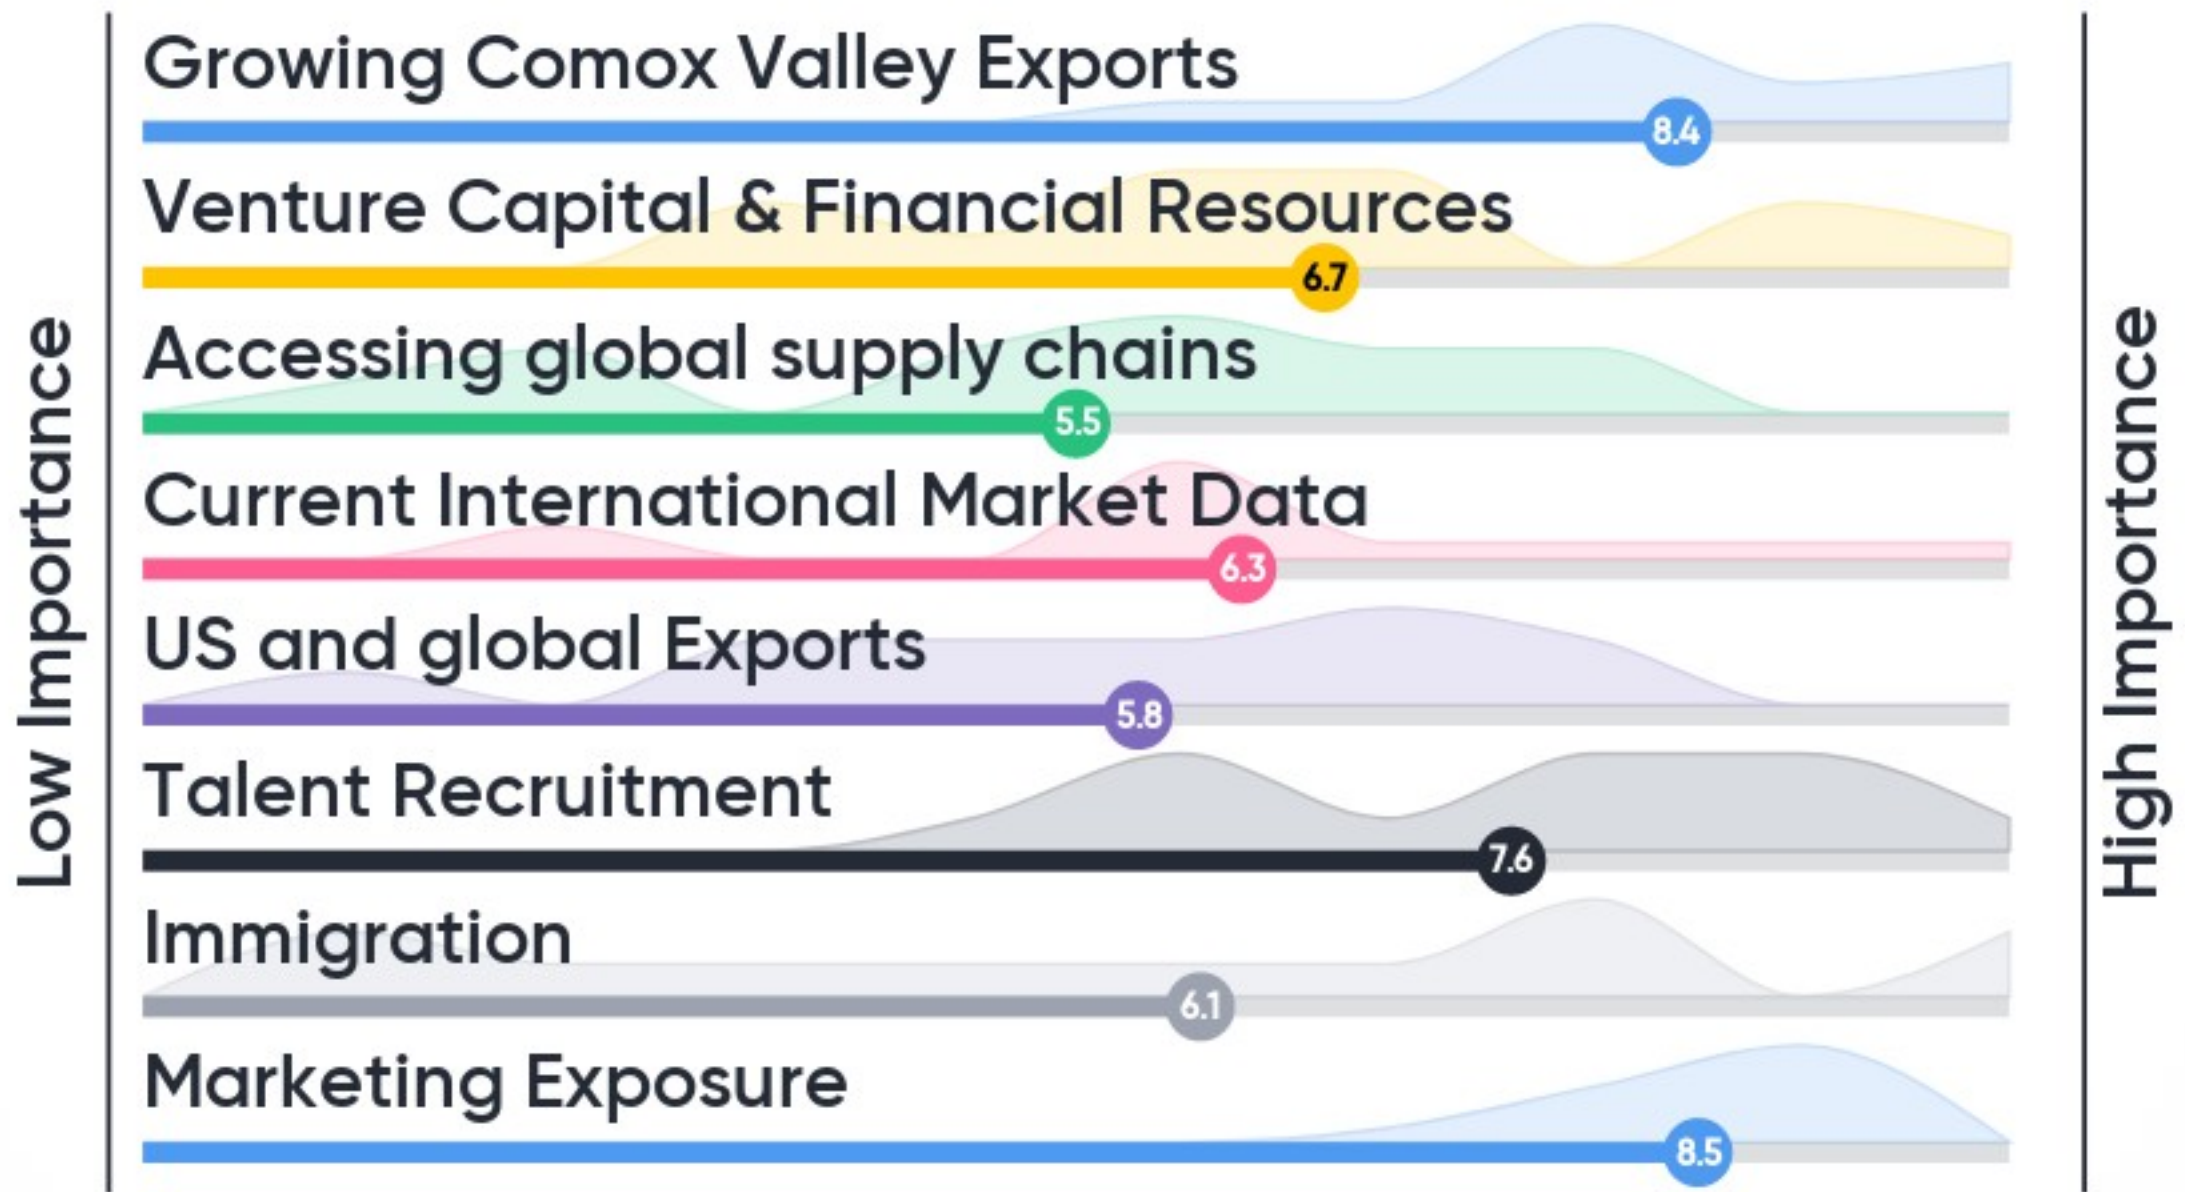 Low Importance
Growing Comox Valley Exports
8.4
Venture Capital & Financial Resources
6.7
Accessing global supply chains
5.5
Current International Market Data
6.3
US and global Exports
5.8
Talent Recruitment
7.6
Immigration
6.1
Marketing Exposure
8.5
High Importance